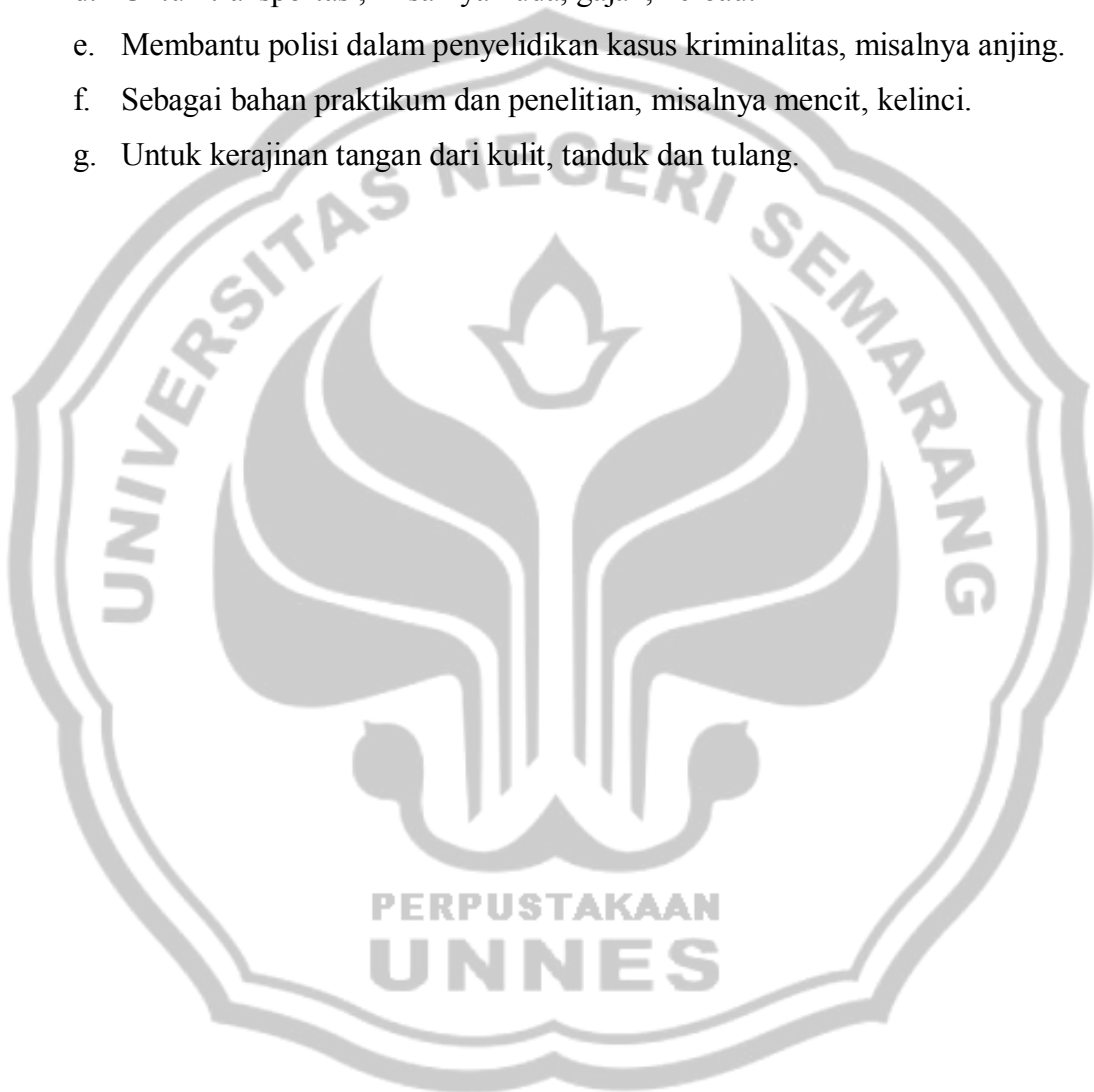 e. Membantu polisi dalam penyelidikan kasus kriminalitas, misalnya anjing.
f. Sebagai bahan praktikum dan penelitian, misalnya mencit, kelinci.
g. Untuk kerajinan tangan dari kulit, tanduk dan tulang.
UNIVERSITAS NEGERI SEMARANG
PERPUSTAKAAN
UNNES